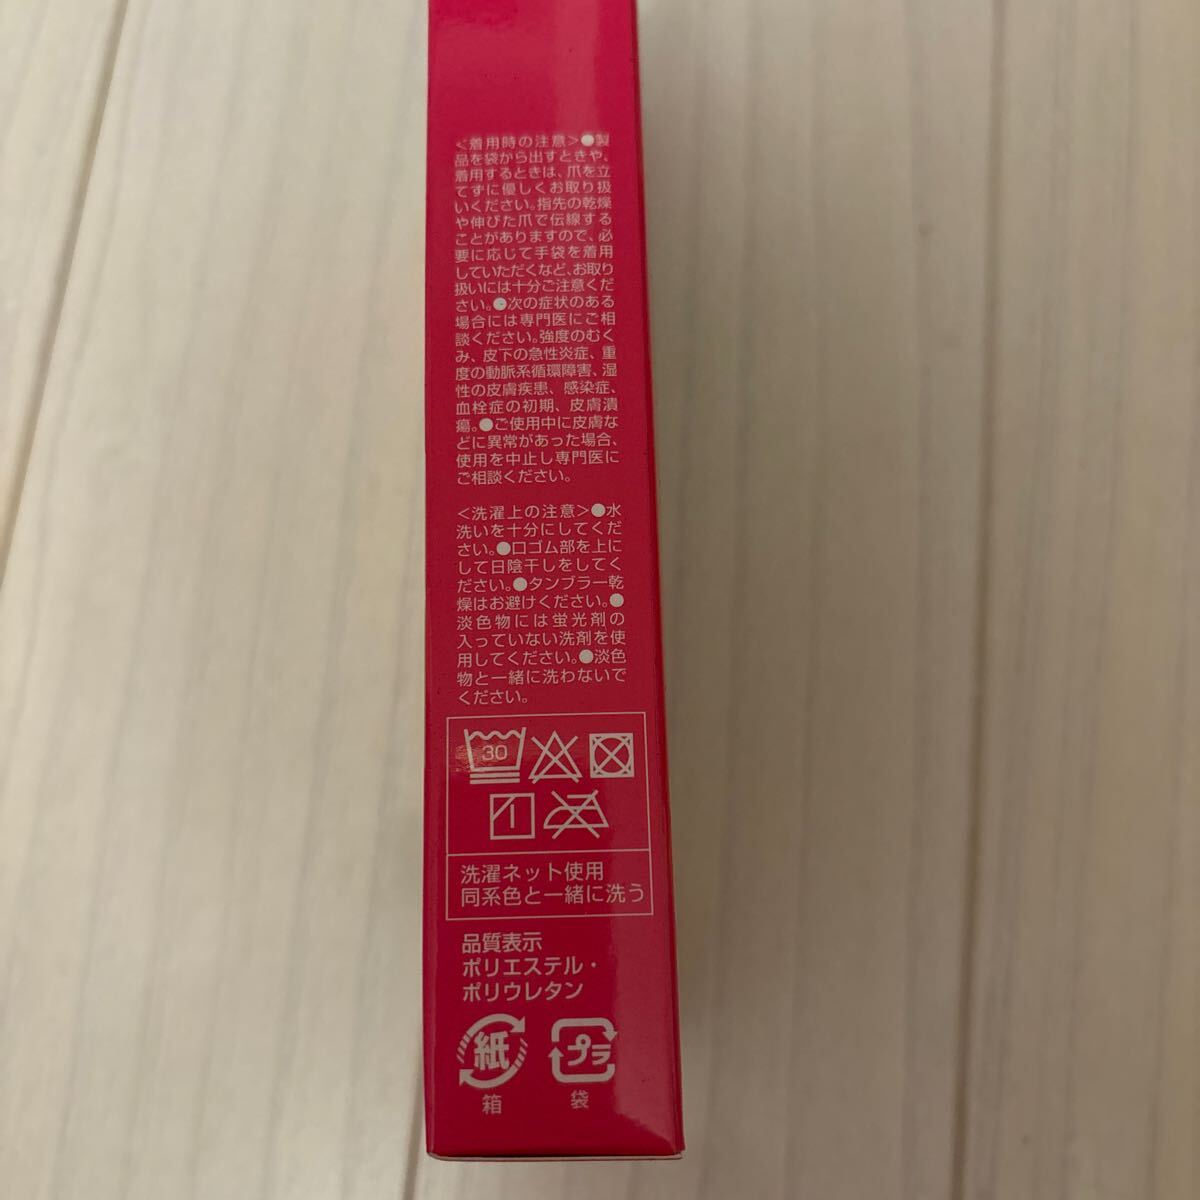 ＜着用時の注意＞●製
品を袋から出すときや、
着用するときは、爪を立
てずに優しくお取り扱
いください。指先の乾燥
や伸びた爪で伝線する
ことがありますので、必
要に応じて手袋を着用
していただくなど、お取り
扱いには十分ご注意くだ
さい。●次の症状のある
場合には専門医にご相
談ください。強度のむく
み、皮下の急性炎症、重
度の動脈系循環障害、湿
性の皮膚疾患、感染症、
血栓症の初期、皮膚潰
瘍。●ご使用中に皮膚な
どに異常があった場合、
使用を中止し専門医に
ご相談ください。
＜洗濯上の注意＞●水
洗いを十分にしてくだ
さい。●口ゴム部を上に
して日陰干しをしてく
ださい。●タンブラー乾
燥はお避けください。●
淡色物には蛍光剤の
入っていない洗剤を使
用してください。●淡色
物と一緒に洗わないで
ください。
30
洗濯ネット使用
同系色と一緒に洗う
品質表示
ポリエステル・
ポリウレタン
紙 プラ
箱 袋